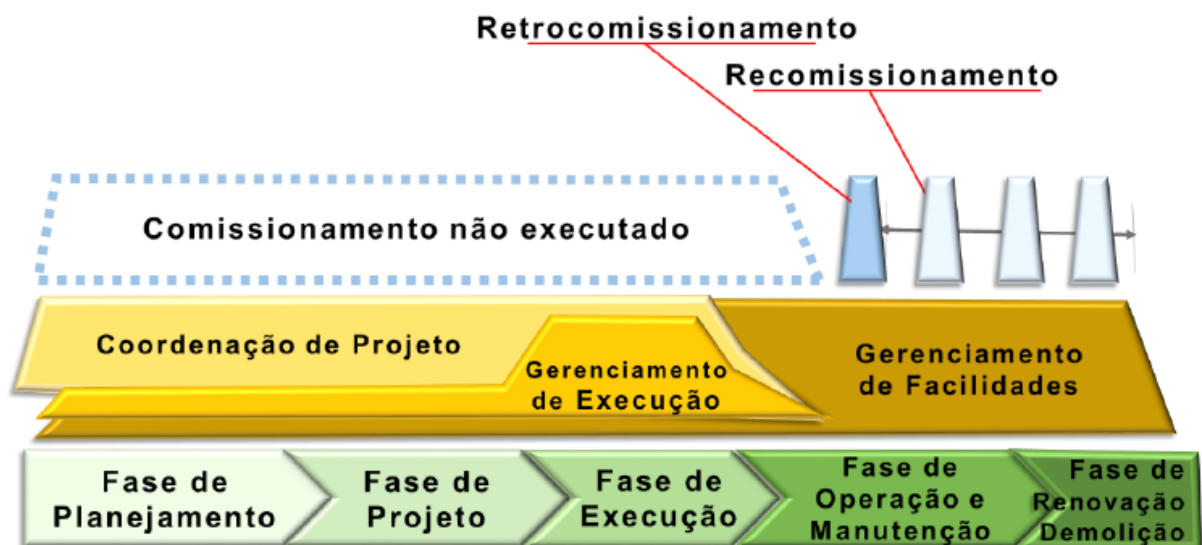 Retrocomissionamento
Recomissionamento
Comissionamento não executado
Coordenação de Projeto
Gerenciamento
de Execução
Gerenciamento
de Facilidades
Fase de
Planejamento
Fase de
Projeto
Fase de
Execução
Fase de
Operação e
Manutenção
Fase de
Renovação
Demolição